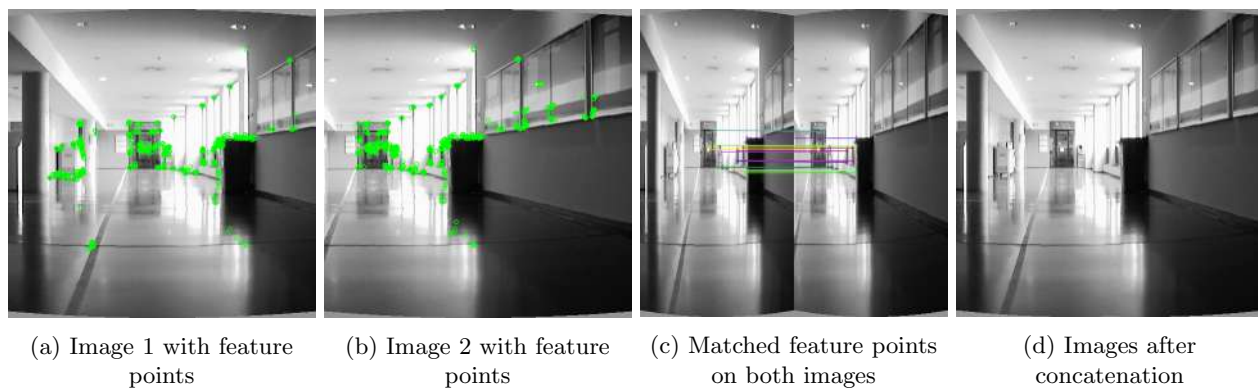 (a) Image 1 with feature
points
(b) Image 2 with feature
points
(c) Matched feature points
on both images
(d) Images after
concatenation